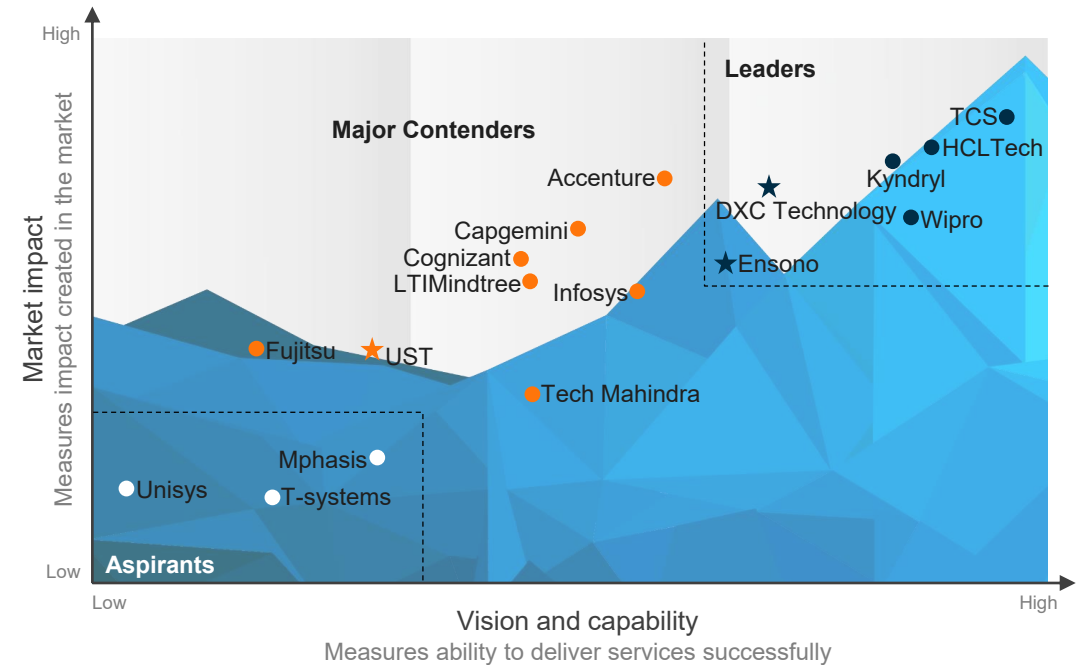 High
Leaders
TCS
Major Contenders
HCLTech
Kyndryl
Accenture
DXC Technology
Wipro
Capgemini
Cognizant
Ensono
LTIMindtree
Infosys
Fujitsu
UST
Tech Mahindra
Mphasis
Unisys
T-systems
Aspirants
Low
Market impact
Measures impact created in the market
Low
High
Vision and capability
Measures ability to deliver services successfully